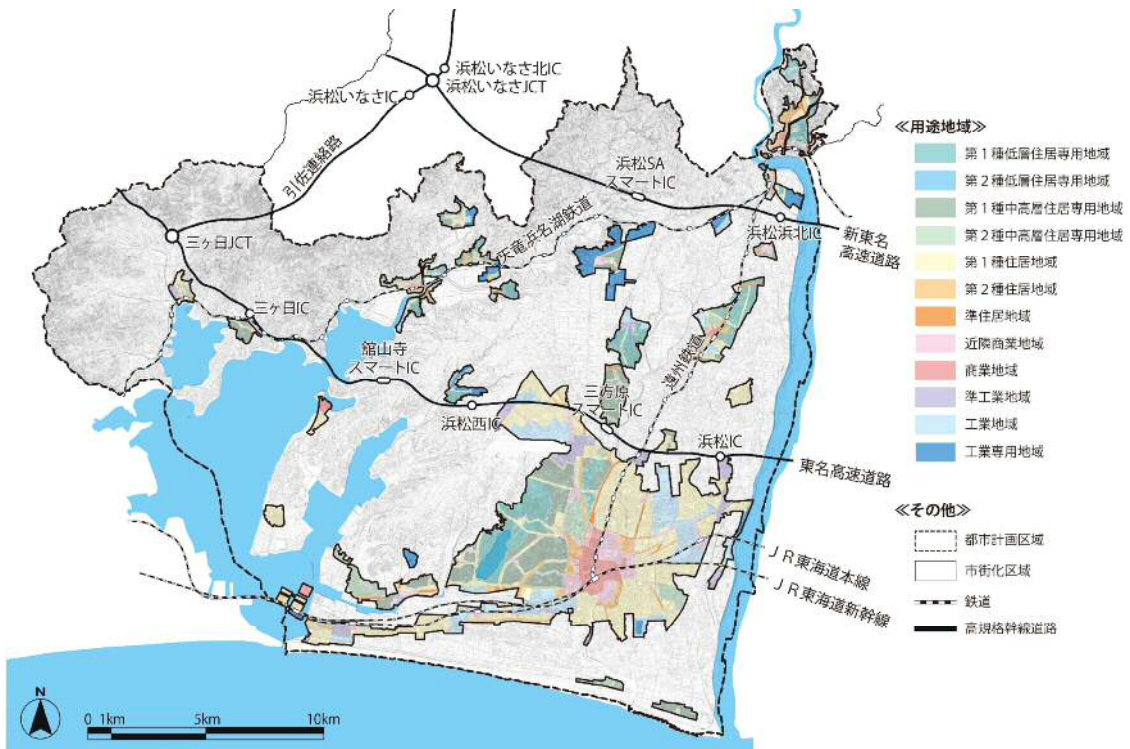 浜松いなさ北IC
浜松いなさJCT
浜松いなさIC
引佐連絡路
浜松SA
スマートIC
三ヶ日JCT
天竜浜名湖鉄道
浜松浜北IC
新東名
高速道路
三ヶ日IC
舘山寺
スマートIC
遠州鉄道
三方原
スマートIC
浜松西IC
浜松IC
東名高速道路
JR東海道本線
JR東海道新幹線
N
0 1km 5km 10km
≪用途地域≫
第1種低層住居専用地域
第2種低層住居専用地域
第1種中高層住居専用地域
第2種中高層住居専用地域
第1種住居地域
第2種住居地域
準住居地域
近隣商業地域
商業地域
準工業地域
工業地域
工業専用地域
≪その他≫
都市計画区域
市街化区域
鉄道
高規格幹線道路